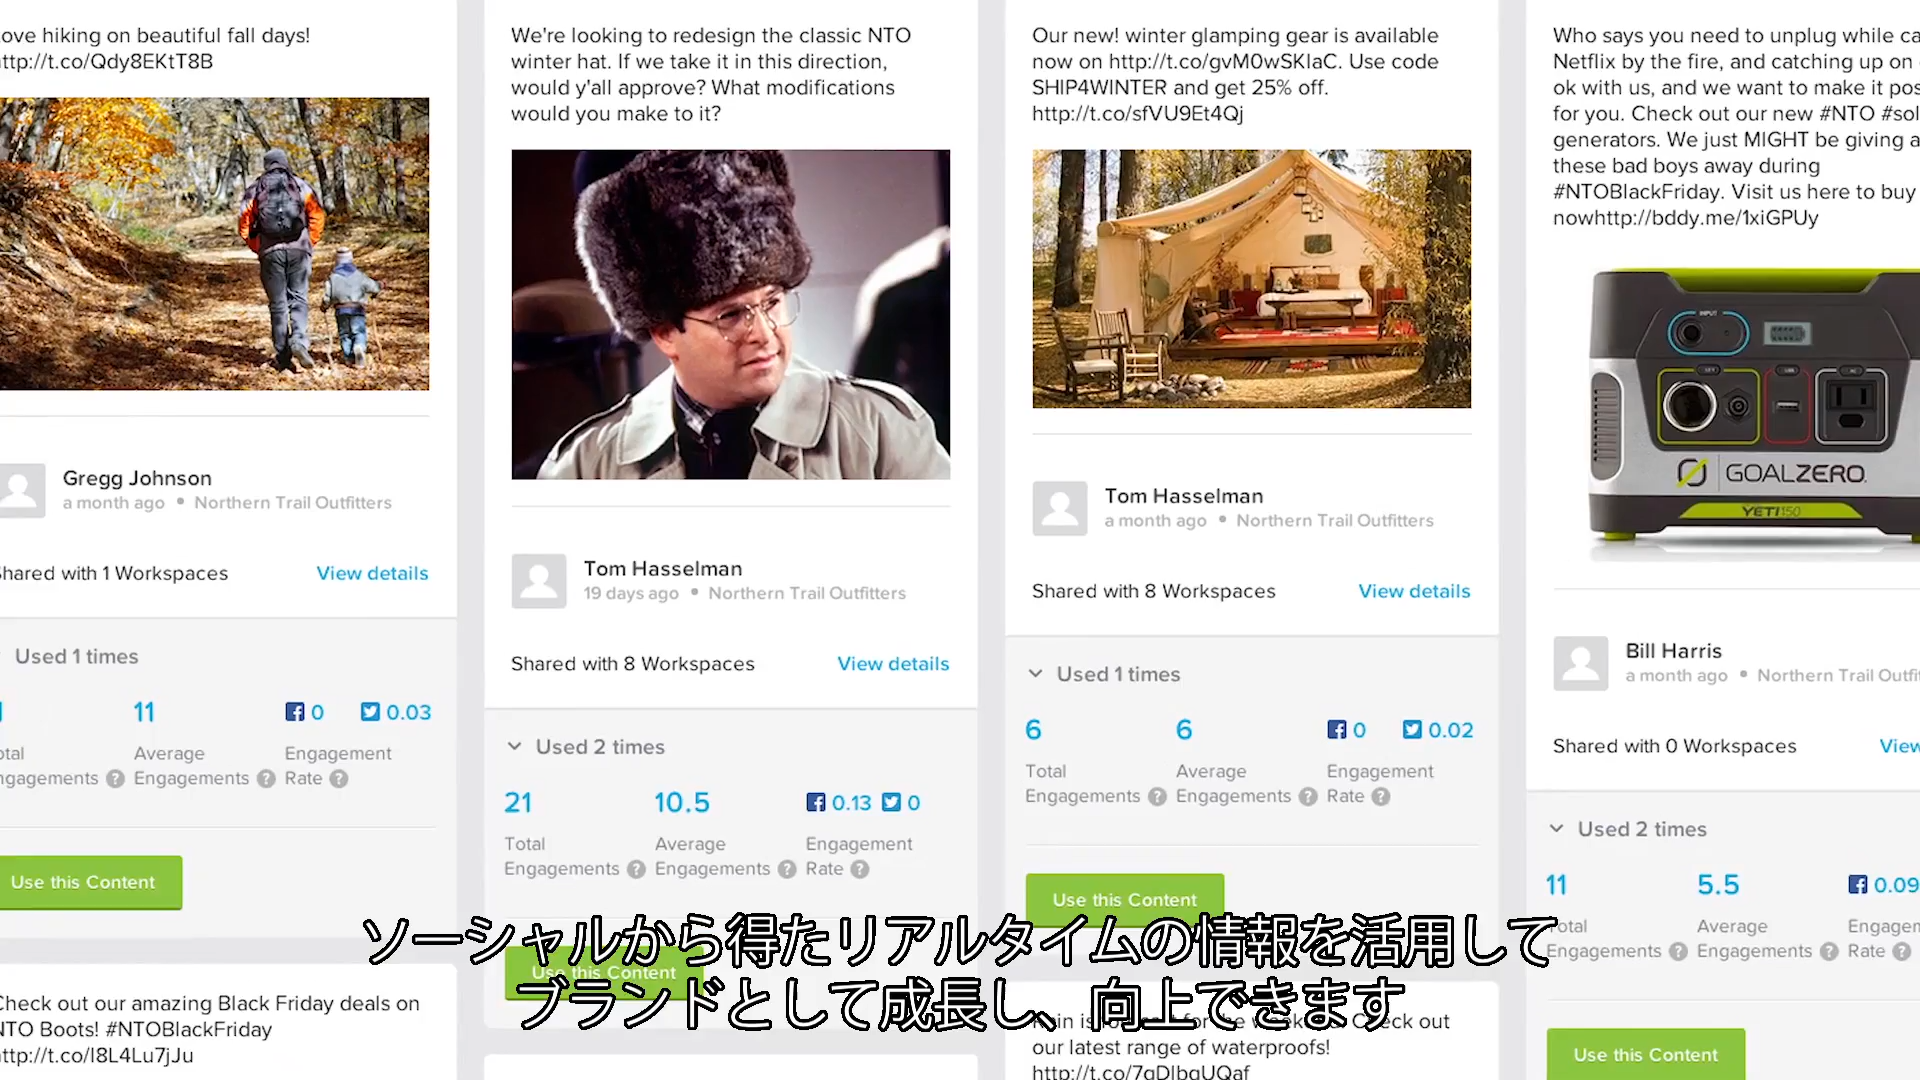 ove hiking on beautiful fall days!
ttp://t.co/Qdy8EKtT8B
Gregg Johnson
a month ago • Northern Trail Outfitters
hared with 1 Workspaces View details
Used 1 times
11 0 0.03
otal Average Engagement
ngagements ? Engagements ? Rate ?
Use this Content
Check out our amazing Black Friday deals on
NTO Boots! #NTOBlackFriday
ttp://t.co/l8L4Lu7jJu
We're looking to redesign the classic NTO
winter hat. If we take it in this direction,
would y'all approve? What modifications
would you make to it?
Tom Hasselman
19 days ago • Northern Trail Outfitters
Shared with 8 Workspaces View details
Used 2 times
21 10.5 0.13 0
Total Average Engagement
Engagements ? Engagements ? Rate ?
Use this Content
Our new! winter glamping gear is available
now on http://t.co/gvM0wSKIaC. Use code
SHIP4WINTER and get 25% off.
http://t.co/sfVU9Et4Qj
Tom Hasselman
a month ago • Northern Trail Outfitters
Shared with 8 Workspaces View details
Used 1 times
6 6 0 0.02
Total Average Engagement
Engagements ? Engagements ? Rate ?
Use this Content
our latest range of waterproofs!
Who says you need to unplug while ca
Netflix by the fire, and catching up on
ok with us, and we want to make it pos
for you. Check out our new #NTO #sol
generators. We just MIGHT be giving a
these bad boys away during
#NTOBlackFriday. Visit us here to buy
nowhttp://bddy.me/1xiGPUy
INPUT
GOALZERO
YETI150
Bill Harris
a month ago • Northern Trail Outfi
Shared with 0 Workspaces View
Used 2 times
11 5.5 0.09
Total Average Engagem
Engagements ? Engagements ? Rate ?
Use this Content
ソーシャルから得たリアルタイムの情報を活用して
ブランドとして成長し、向上できます